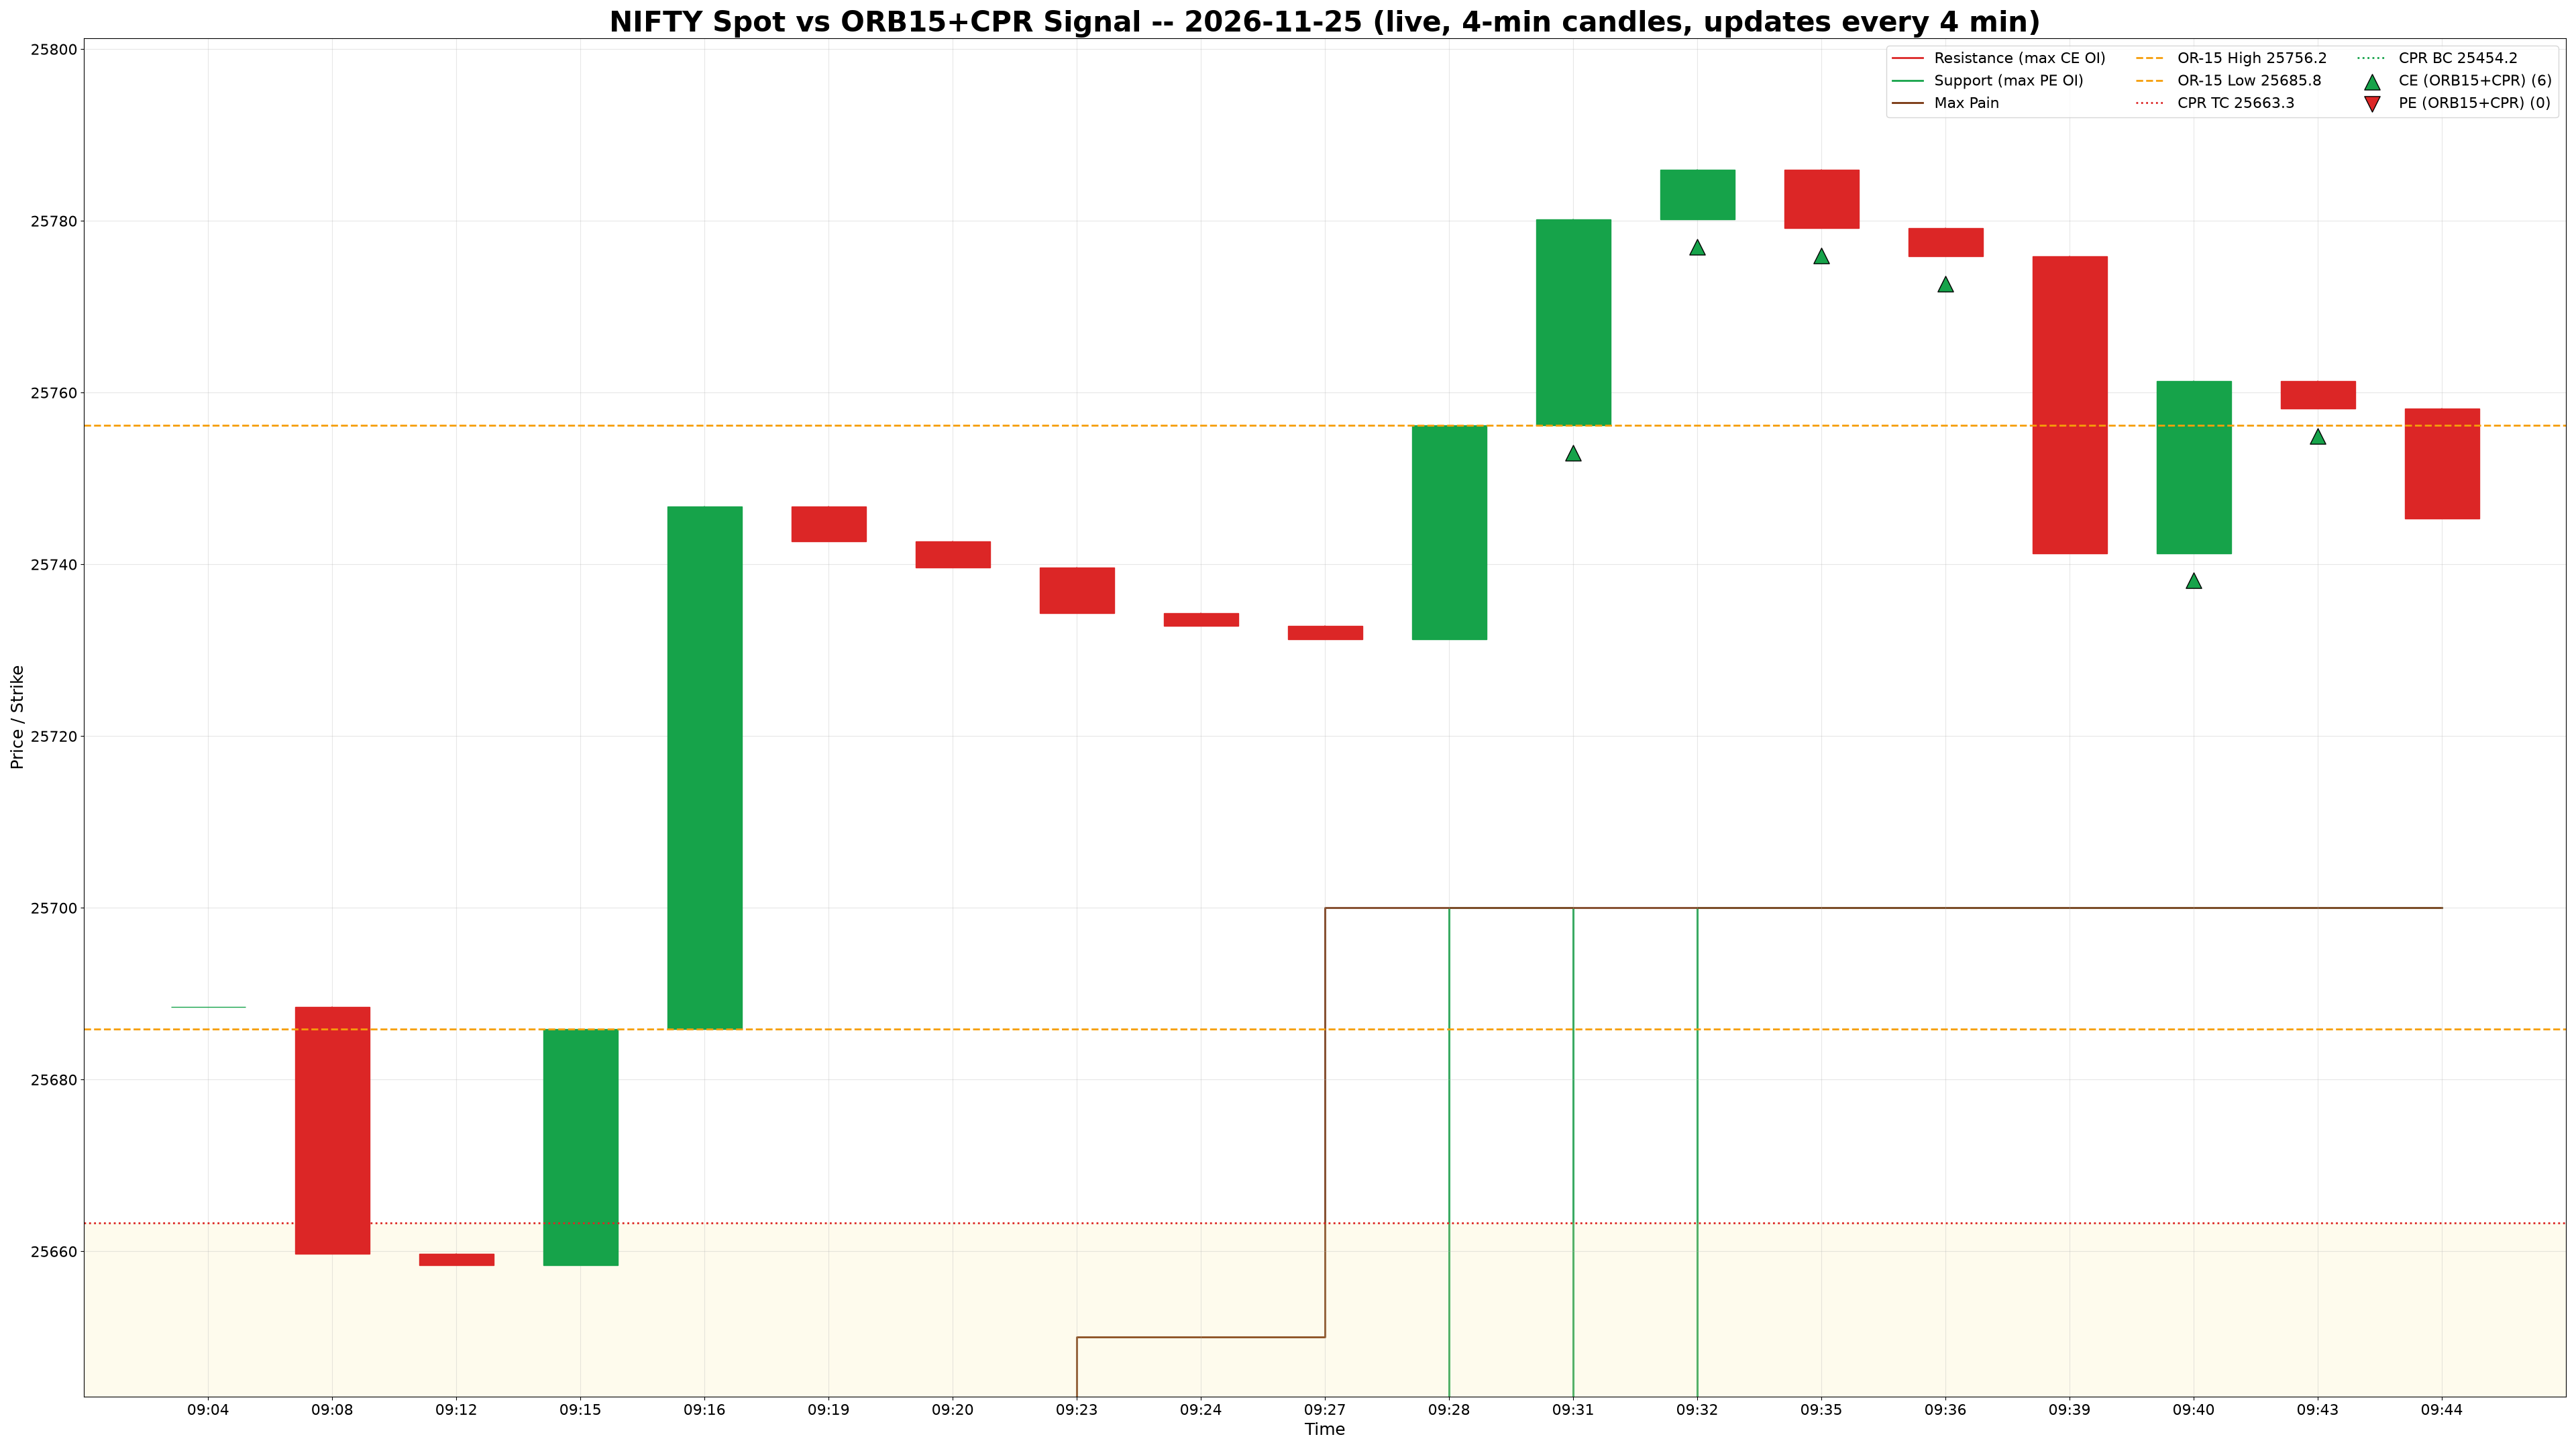 NIFTY Spot vs ORB15+CPR Signal -- 2026-11-25 (live, 4-min candles, updates every 4 min)
Resistance (max CE OI)
Support (max PE OI)
Max Pain
OR-15 High 25756.2
OR-15 Low 25685.8
CPR TC 25663.3
CPR BC 25454.2
CE (ORB15+CPR) (6)
PE (ORB15+CPR) (0)
Price / Strike
25800
25780
25760
25740
25720
25700
25680
25660
09:04 09:08 09:12 09:15 09:16 09:19 09:20 09:23 09:24 09:27 09:28 09:31 09:32 09:35 09:36 09:39 09:40 09:43 09:44
Time